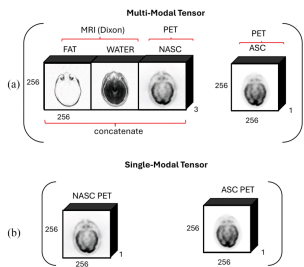 Multi-Modal Tensor
MRI (Dixon) PET
FAT WATER NASC
PET
ASC
(a)
256
256
3
concatenate
256
256
1
Single-Modal Tensor
NASC PET
ASC PET
(b)
256
256
1
256
256
1